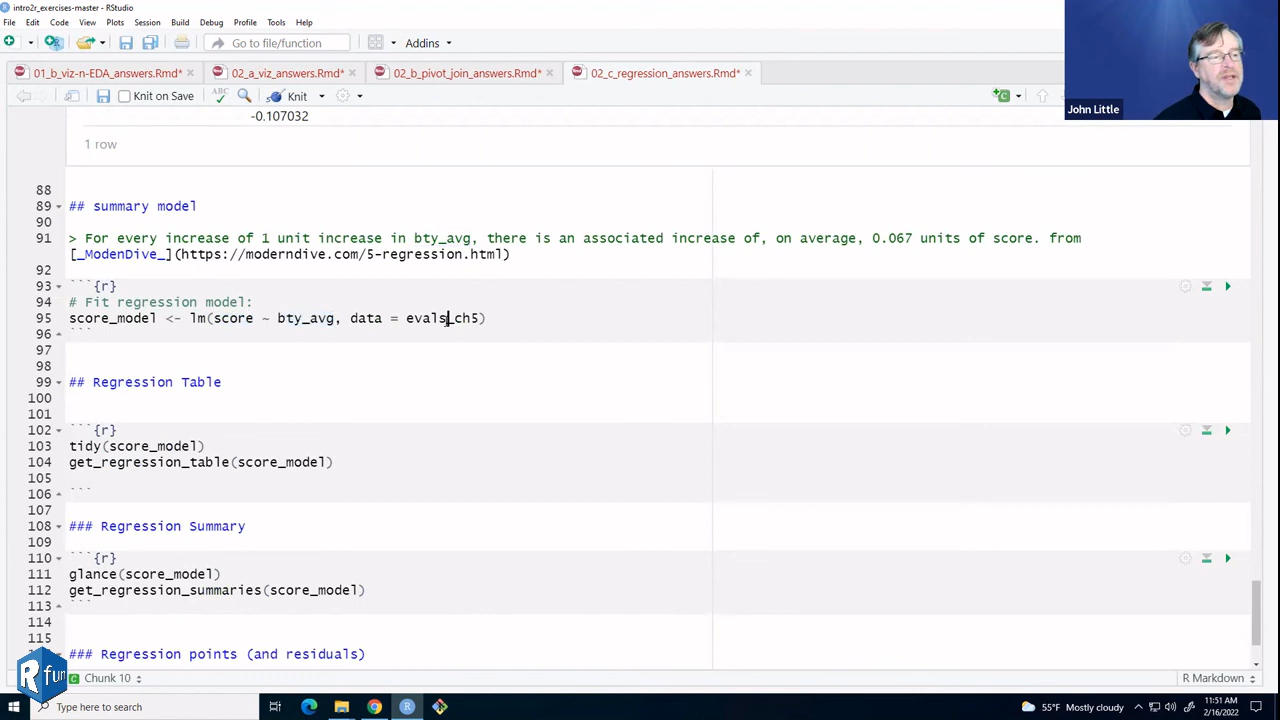 intro2r_exercises-master - RStudio
File Edit Code View Plots Session Build Debug Profile Tools Help
Go to file/function
Addins
01_b_viz-n-EDA_answers.Rmd*
02_a_viz_answers.Rmd*
02_b_pivot_join_answers.Rmd*
02_c_regression_answers.Rmd*
Knit on Save
ABC
Knit
John Little
-0.107032
1 row
88
89 ## summary model
90
91 > For every increase of 1 unit increase in bty_avg, there is an associated increase of, on average, 0.067 units of score. from
[_ModenDive_](https://moderndive.com/5-regression.html)
92
93 ```{r}
94 # Fit regression model:
95 score_model <- lm(score ~ bty_avg, data = evals_ch5)
96 ```
97
98
99 ## Regression Table
100
101
102 ```{r}
103 tidy(score_model)
104 get_regression_table(score_model)
105
106 ```
107
108 ### Regression Summary
109
110 ```{r}
111 glance(score_model)
112 get_regression_summaries(score_model)
113 ```
114
115
### Regression points (and residuals)
R fun
Chunk 10
R Markdown
Type here to search
55°F Mostly cloudy
11:51 AM
2/16/2022